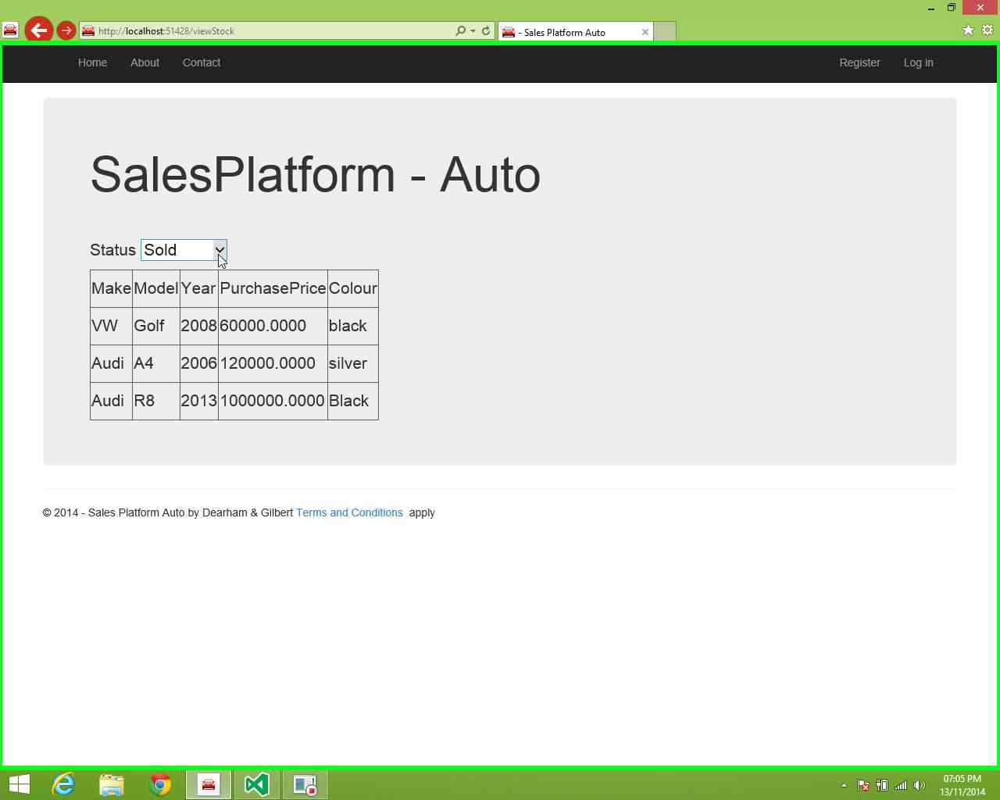 http://localhost:51428/viewStock
- Sales Platform Auto
Home About Contact Register Log in
SalesPlatform - Auto
Status Sold
Make Model Year PurchasePrice Colour
VW Golf 2008 60000.0000 black
Audi A4 2006 120000.0000 silver
Audi R8 2013 1000000.0000 Black
© 2014 - Sales Platform Auto by Dearham & Gilbert Terms and Conditions apply
07:05 PM
13/11/2014